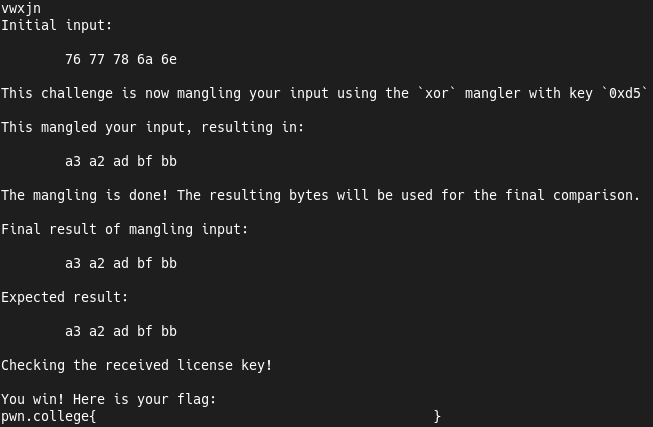 vwxjn
Initial input:
76 77 78 6a 6e
This challenge is now mangling your input using the `xor` mangler with key `0xd5`
This mangled your input, resulting in:
a3 a2 ad bf bb
The mangling is done! The resulting bytes will be used for the final comparison.
Final result of mangling input:
a3 a2 ad bf bb
Expected result:
a3 a2 ad bf bb
Checking the received license key!
You win! Here is your flag:
pwn.college{ }